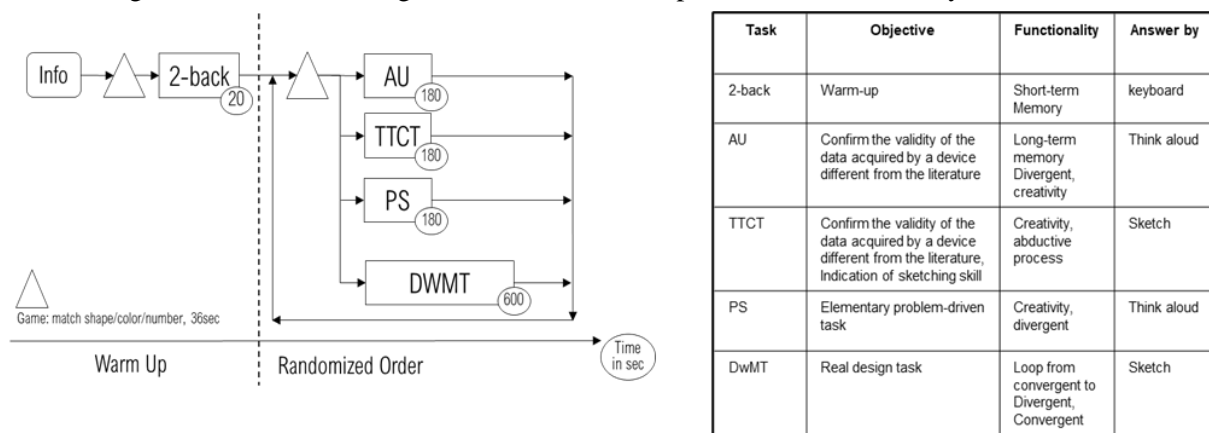 Info
2-back
20
AU
180
TTCT
180
PS
180
DWMT
600
Game: match shape/color/number, 36sec
Warm Up
Randomized Order
Time
in sec
Task
Objective
Functionality
Answer by
2-back
Warm-up
Short-term
Memory
keyboard
AU
Confirm the validity of the
data acquired by a device
different from the literature
Long-term
memory
Divergent,
creativity
Think aloud
TTCT
Confirm the validity of the
data acquired by a device
different from the literature,
Indication of sketching skill
Creativity,
abductive
process
Sketch
PS
Elementary problem-driven
task
Creativity,
divergent
Think aloud
DwMT
Real design task
Loop from
convergent to
Divergent,
Convergent
Sketch